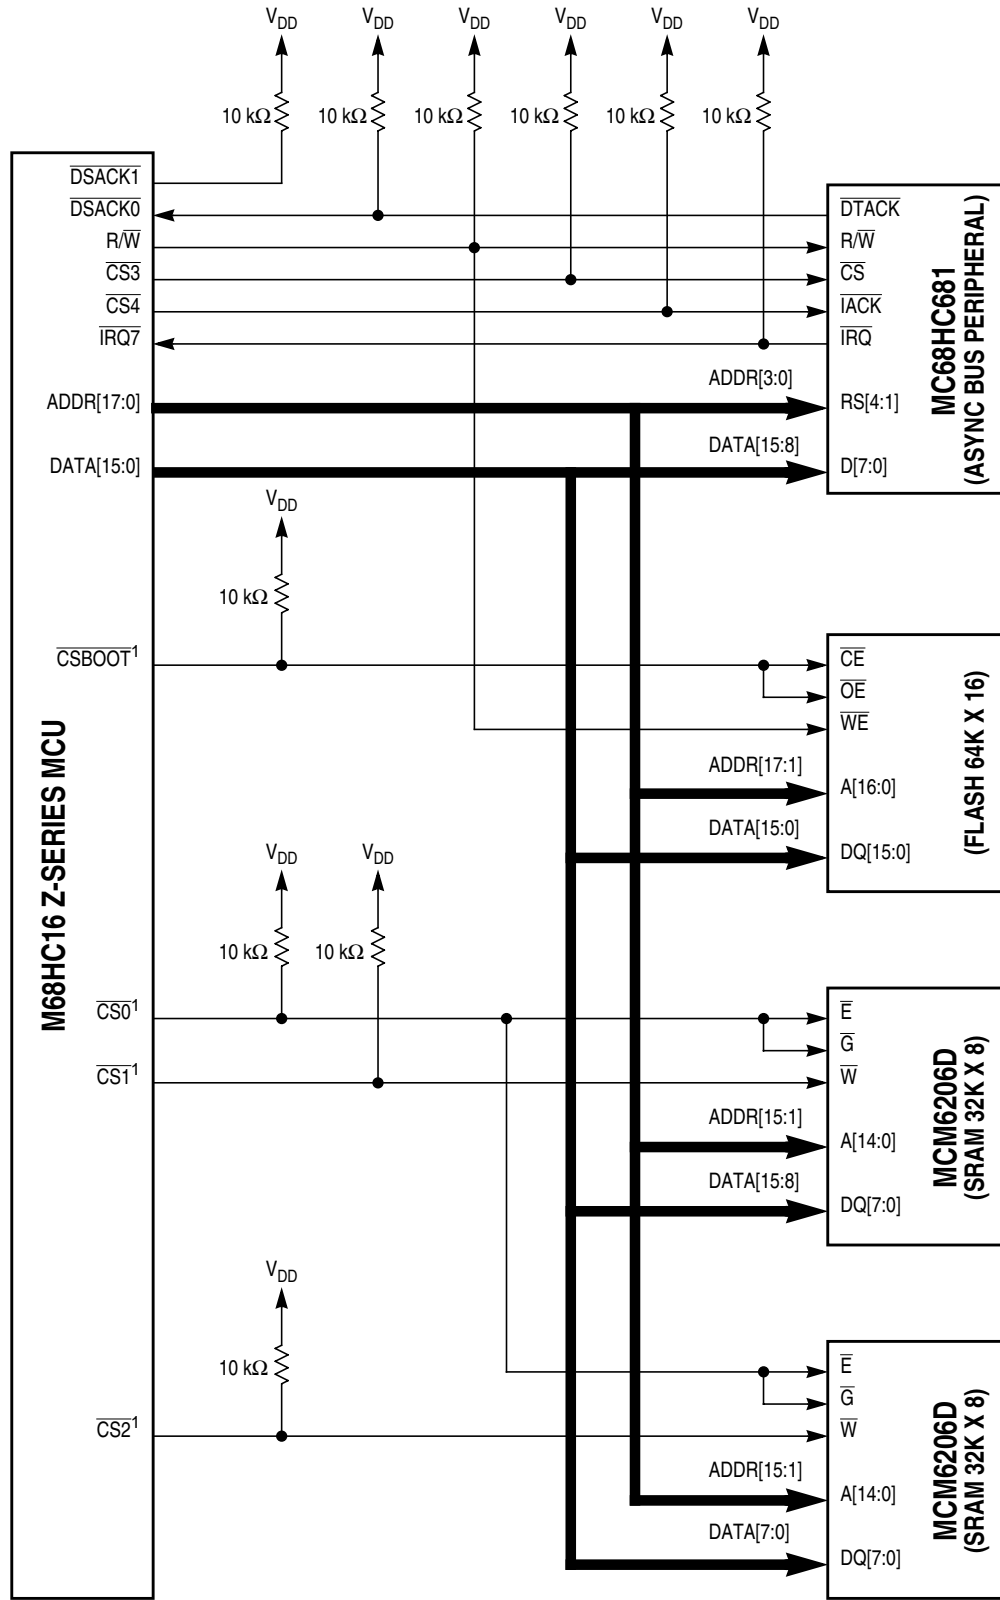 VDD VDD VDD VDD VDD VDD
10 kΩ 10 kΩ 10 kΩ 10 kΩ 10 kΩ 10 kΩ
M68HC16 Z-SERIES MCU
DSACK1
DSACK0
R/W
CS3
CS4
IRQ7
ADDR[17:0]
DATA[15:0]
DTACK
R/W
CS
IACK
IRQ
ADDR[3:0]
RS[4:1]
DATA[15:8]
D[7:0]
MC68HC681
(ASYNC BUS PERIPHERAL)
VDD
10 kΩ
CSBOOT1
CE
OE
WE
ADDR[17:1]
A[16:0]
DATA[15:0]
DQ[15:0]
(FLASH 64K X 16)
VDD VDD
10 kΩ 10 kΩ
CS01
CS11
E
G
W
ADDR[15:1]
A[14:0]
DATA[15:8]
DQ[7:0]
MCM6206D
(SRAM 32K X 8)
VDD
10 kΩ
CS21
E
G
W
ADDR[15:1]
A[14:0]
DATA[7:0]
DQ[7:0]
MCM6206D
(SRAM 32K X 8)